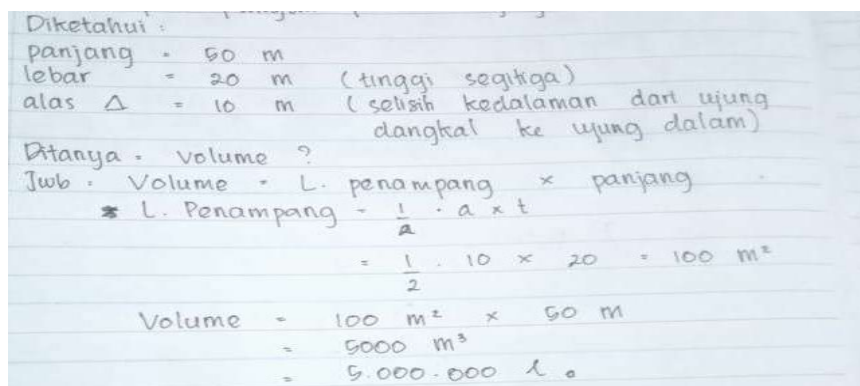 Diketahui :
panjang = 50 m
lebar = 20 m (tinggi segitiga)
alas Δ = 10 m (selisih kedalaman dari ujung
dangkal ke ujung dalam)
Ditanya = volume ?
Jwb = Volume = L. penampang × panjang
* L. Penampang = 1/2 · a × t
= 1/2 · 10 × 20 = 100 m²
Volume = 100 m² × 50 m
= 5000 m³
= 5.000.000 l.